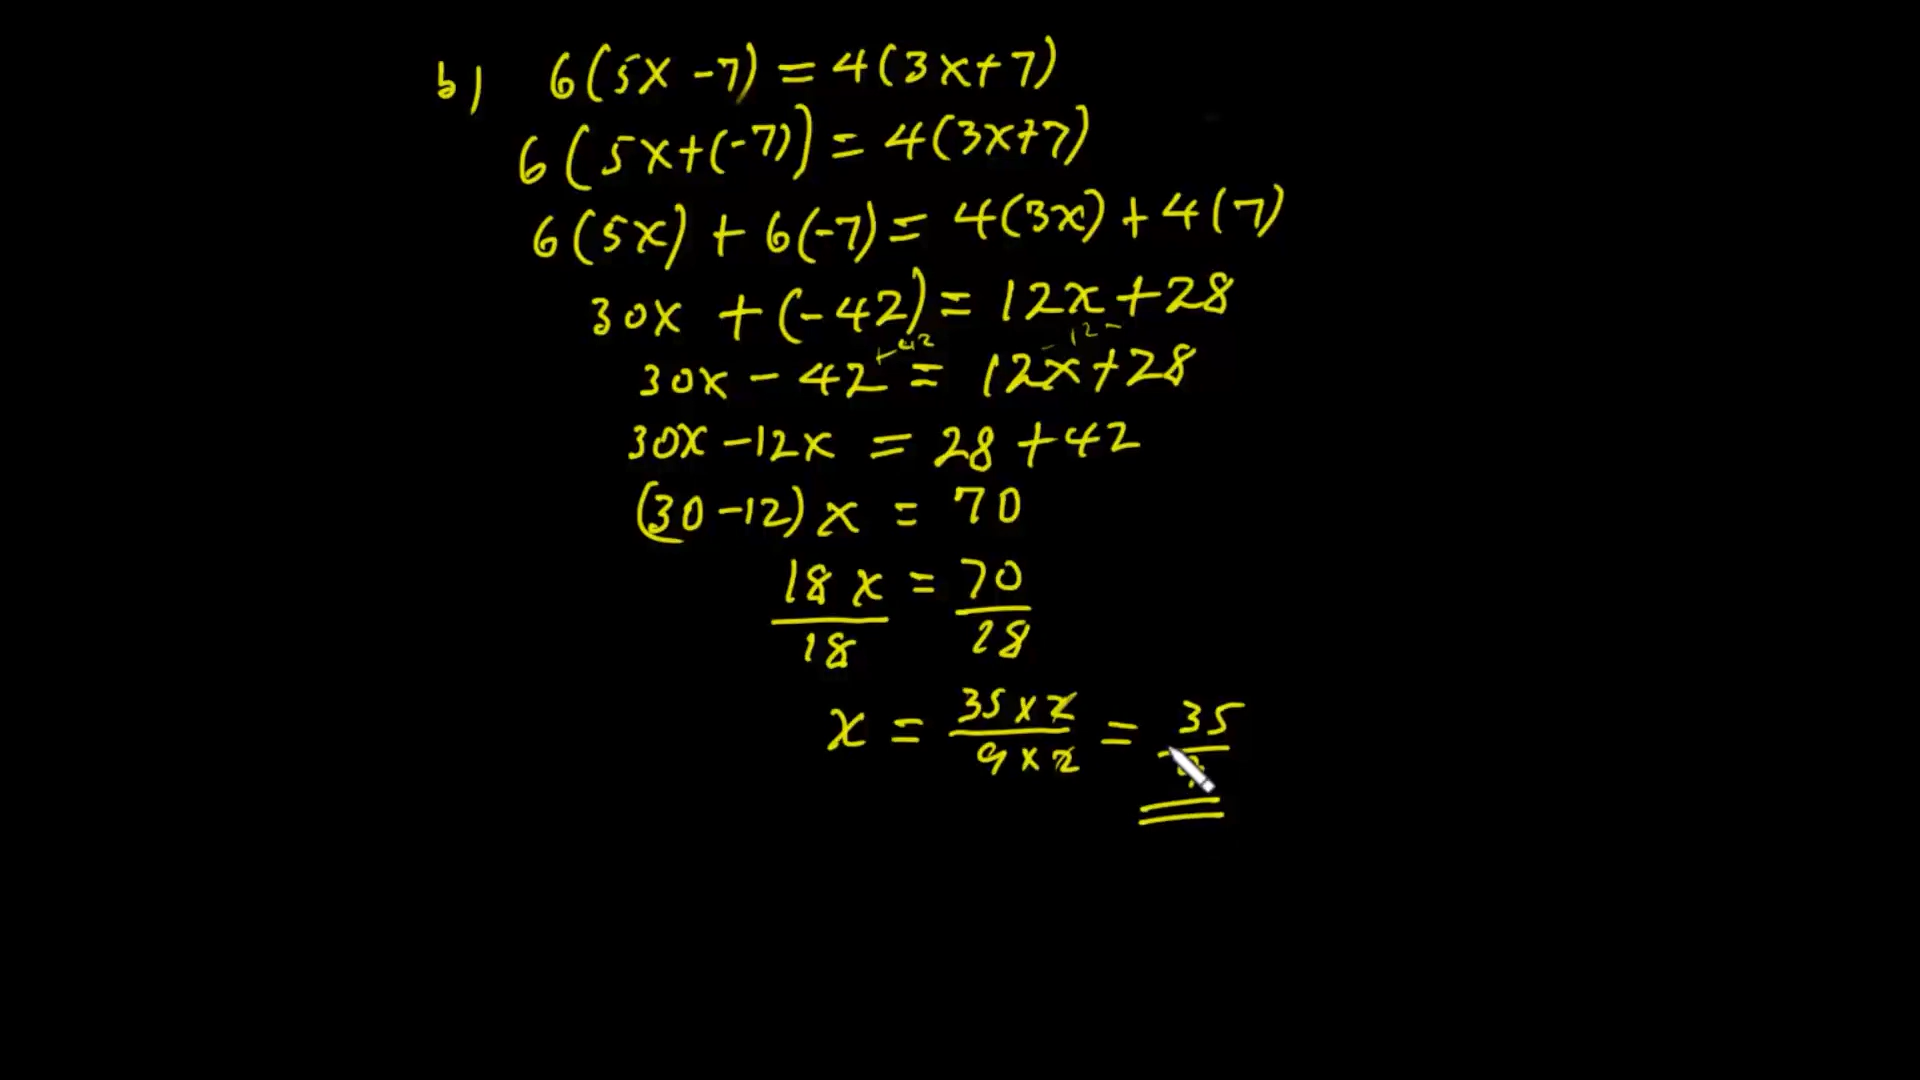 b) 6(5x-7) = 4(3x+7)
6(5x+(-7)) = 4(3x+7)
6(5x) + 6(-7) = 4(3x) + 4(7)
30x + (-42) = 12x + 28
+42 -12-
30x - 42 = 12x + 28
30x - 12x = 28 + 42
(30-12)x = 70
18x = 70
18 28
x = 35×2 = 35
9×2